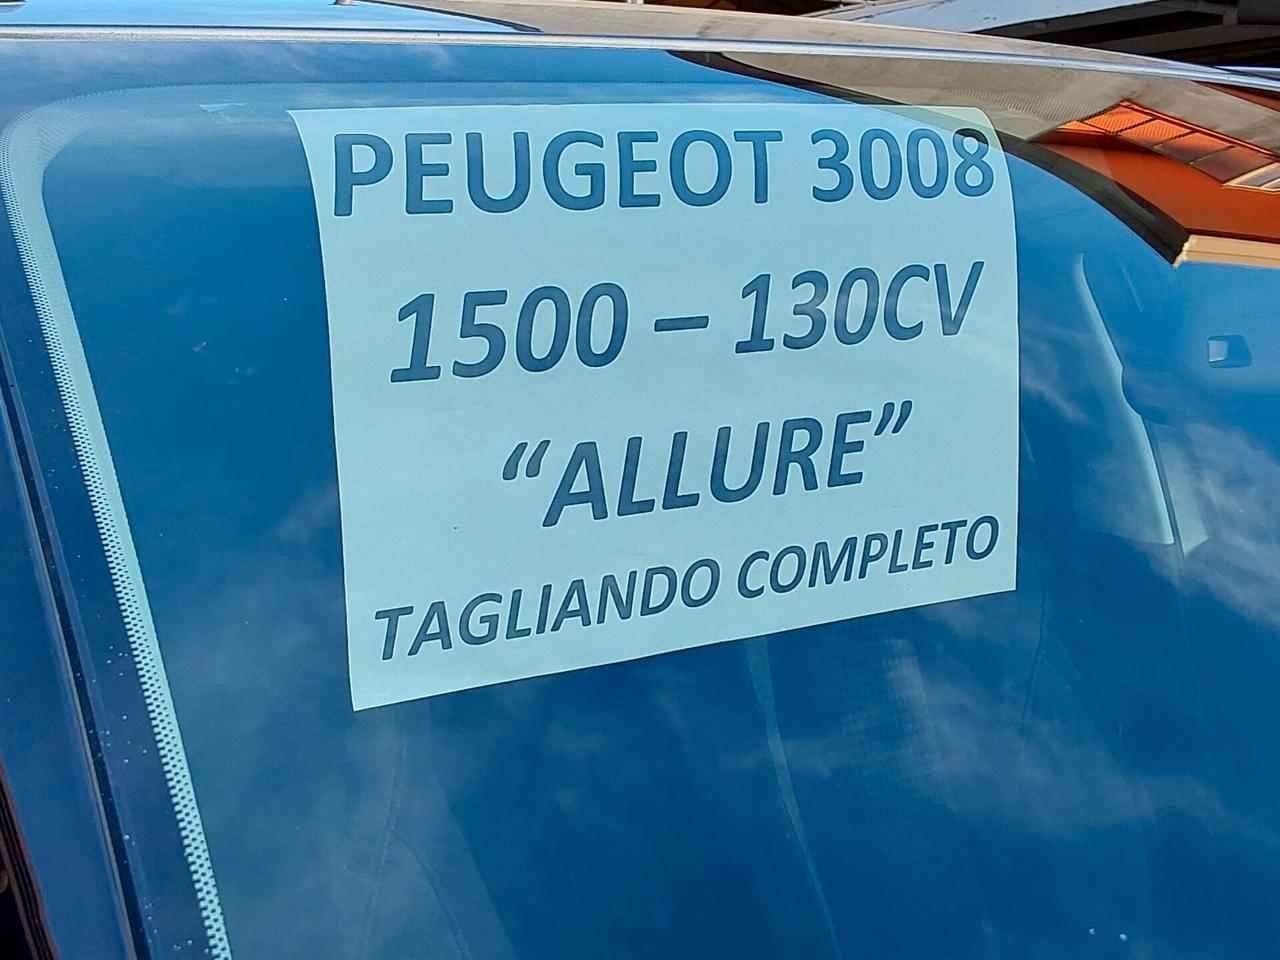 PEUGEOT 3008
1500 – 130CV
“ALLURE”
TAGLIANDO COMPLETO